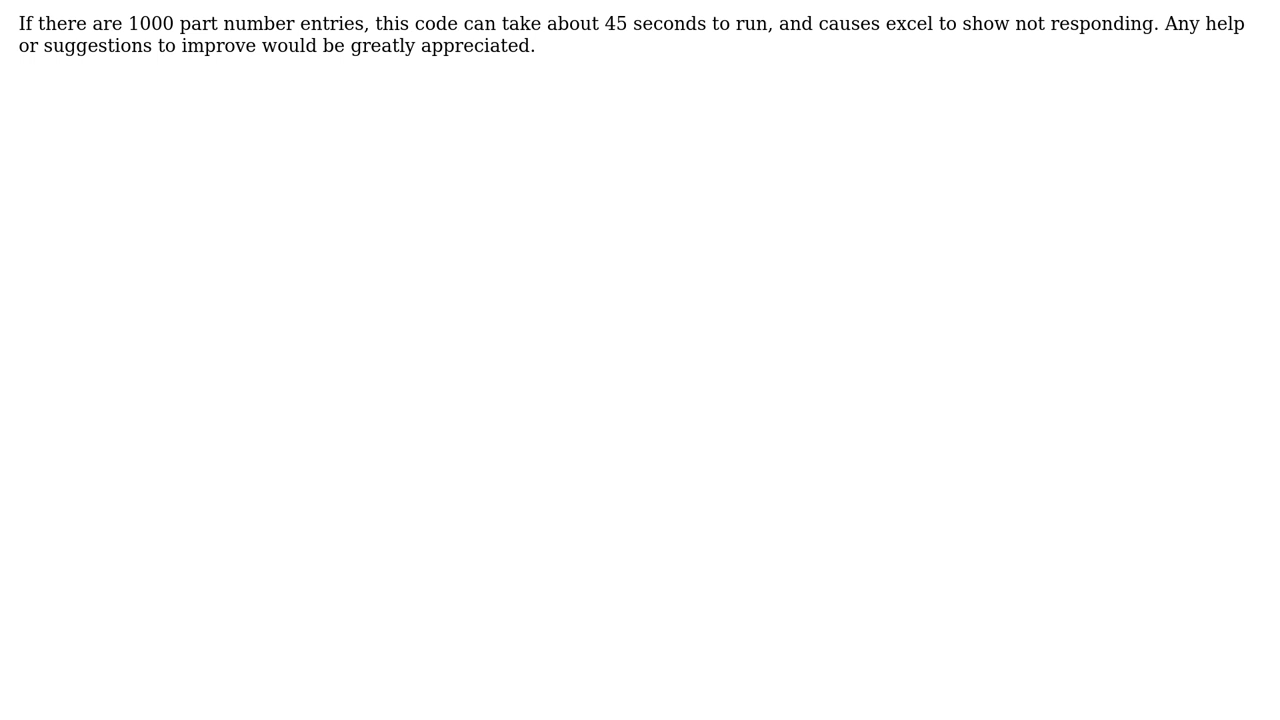 If there are 1000 part number entries, this code can take about 45 seconds to run, and causes excel to show not responding. Any help
or suggestions to improve would be greatly appreciated.